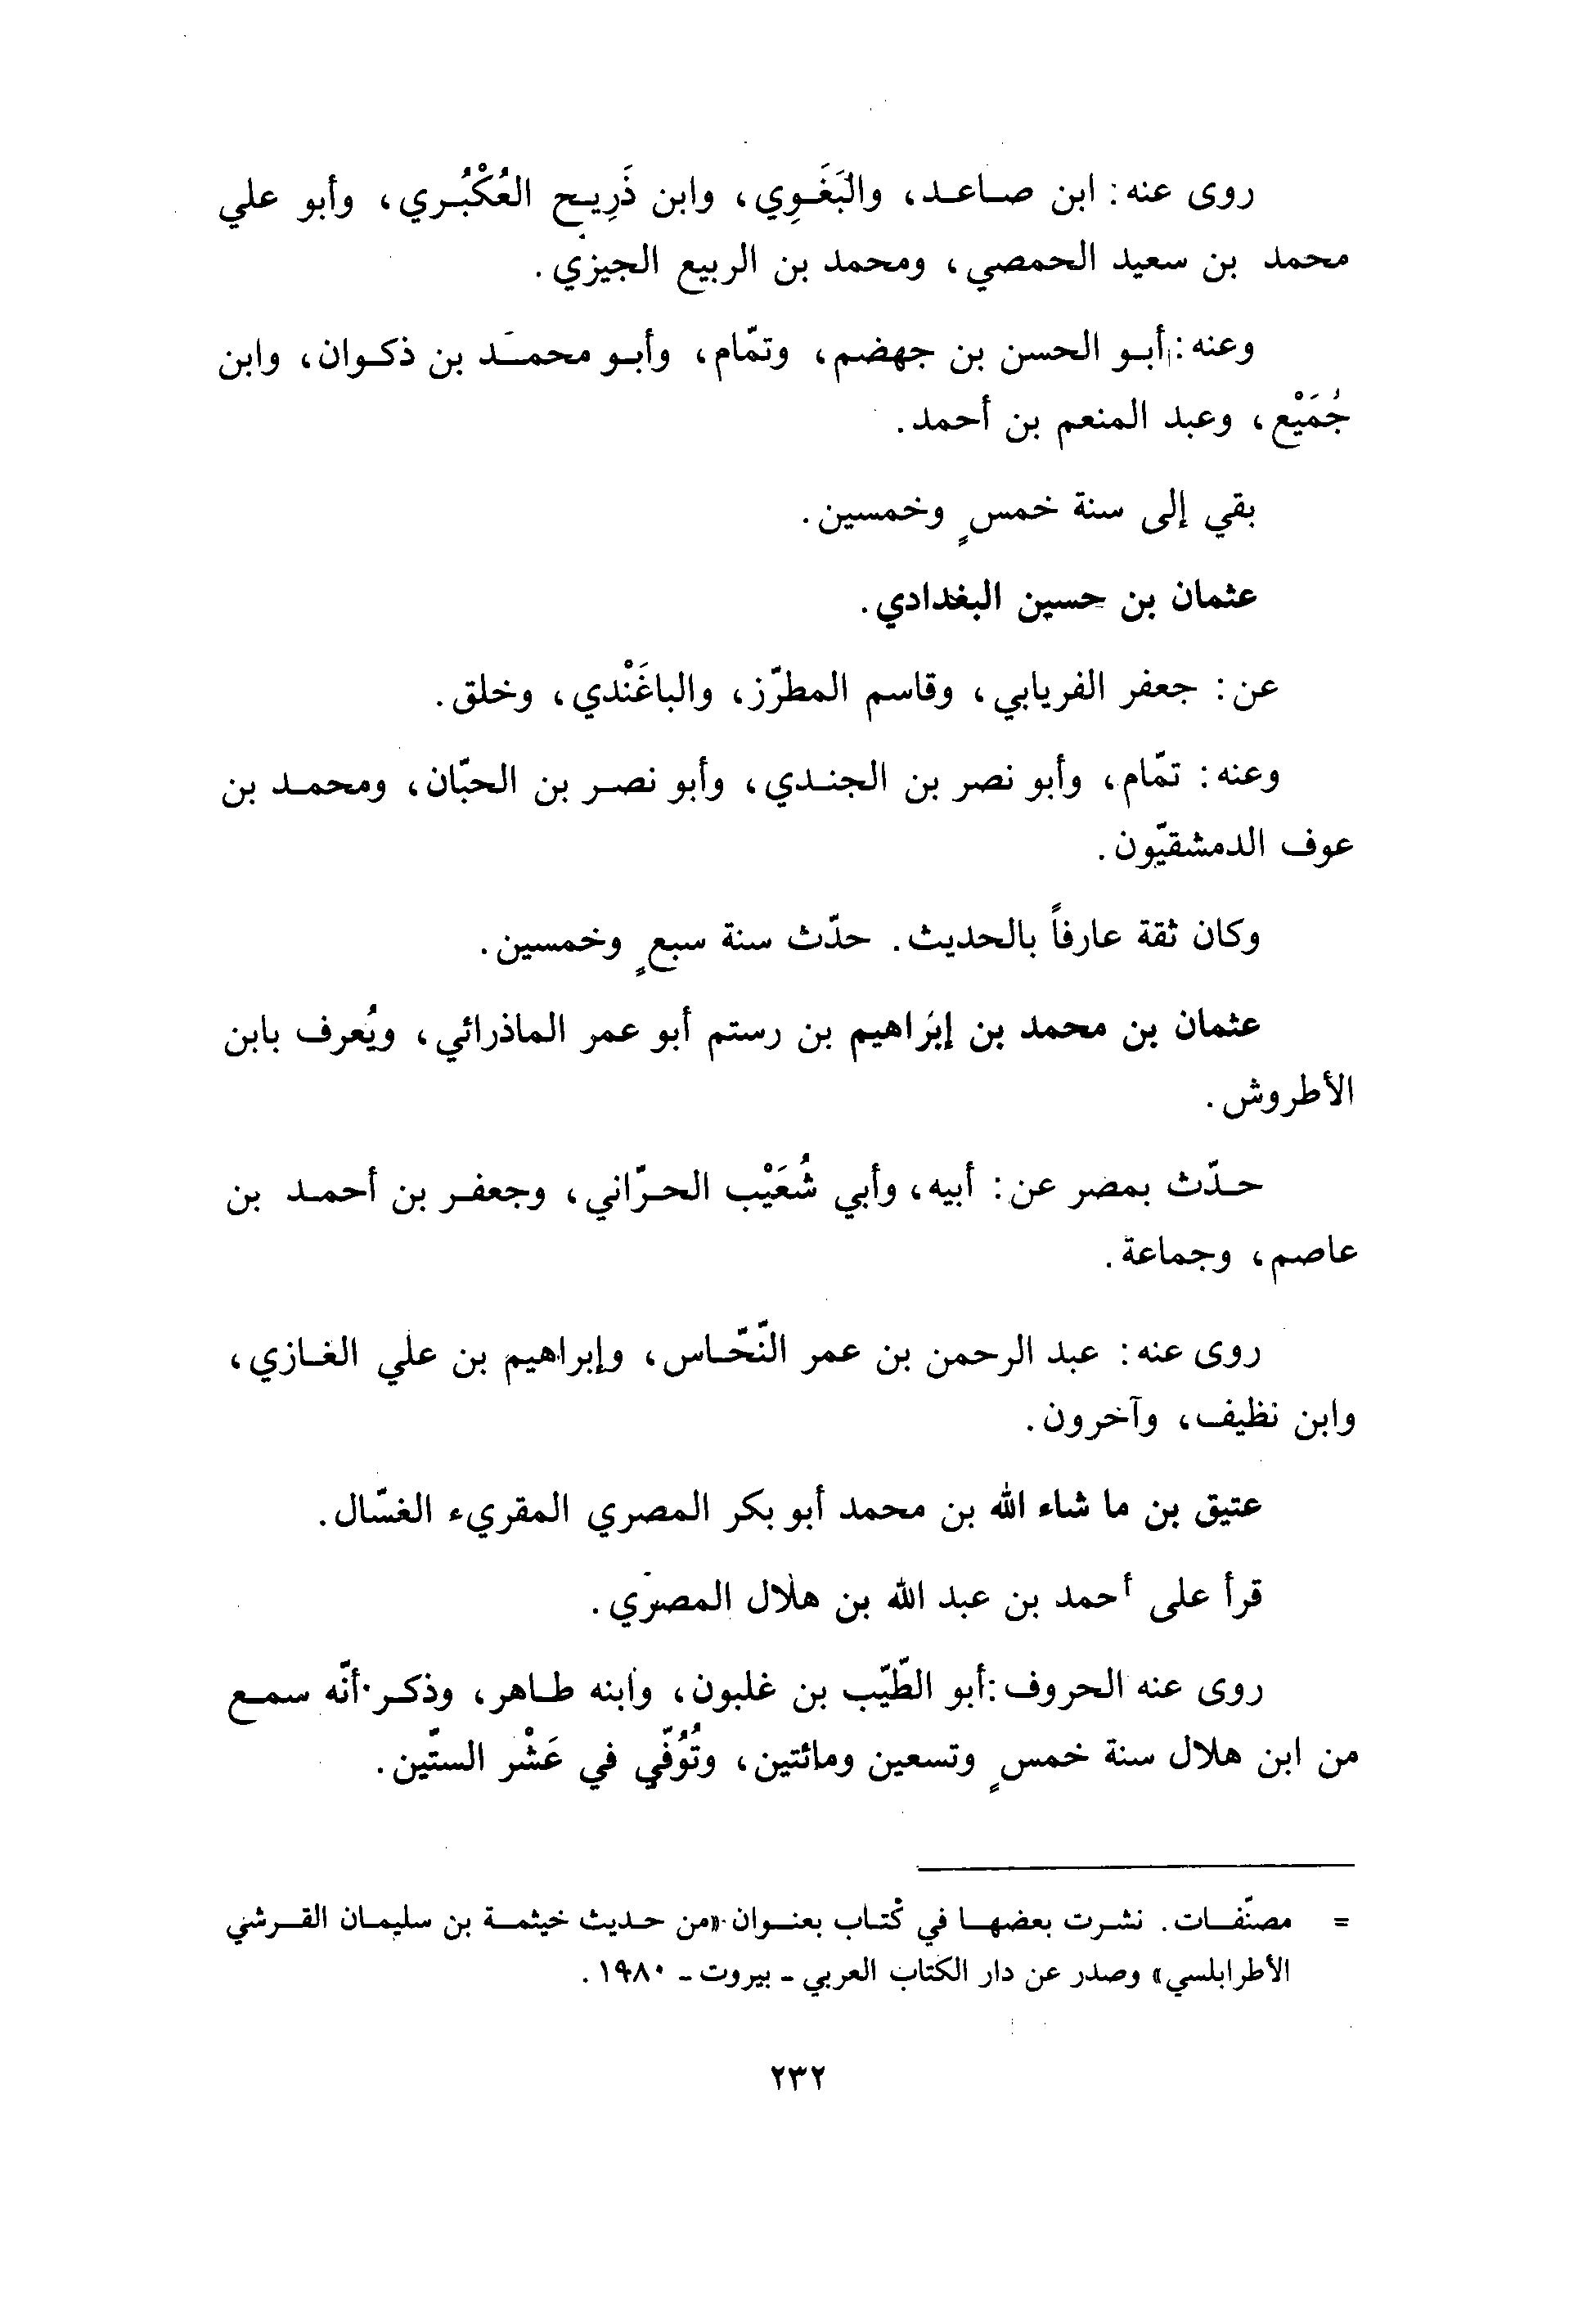 روى عنه: ابن صاعد، والبَغَوِي، وابن ذَرِيح العُكْبُري، وأبو علي
محمد بن سعيد الحمصي، ومحمد بن الربيع الجيزي.
وعنه: أبو الحسن بن جهضم، وتمّام، وأبو محمد بن ذكوان، وابن
جُمَيْع، وعبد المنعم بن أحمد.
بقي إلى سنة خمسٍ وخمسين.
عثمان بن حسين البغدادي.
عن: جعفر الفريابي، وقاسم المطرّز، والباغَنْدي، وخلق.
وعنه: تمّام، وأبو نصر بن الجندي، وأبو نصر بن الحبّان، ومحمد بن
عوف الدمشقيّون.
وكان ثقة عارفاً بالحديث. حدّث سنة سبعٍ وخمسين.
عثمان بن محمد بن إبراهيم بن رستم أبو عمر الماذرائي، ويُعرف بابن
الأطروش.
حدّث بمصر عن: أبيه، وأبي شُعَيْب الحرّاني، وجعفر بن أحمد بن
عاصم، وجماعة.
روى عنه: عبد الرحمن بن عمر النّحّاس، وإبراهيم بن علي الغازي،
وابن نظيف، وآخرون.
عتيق بن ما شاء الله بن محمد أبو بكر المصري المقريء الغسّال.
قرأ على أحمد بن عبد الله بن هلال المصري.
روى عنه الحروف: أبو الطّيّب بن غلبون، وابنه طاهر، وذكر أنّه سمع
من ابن هلال سنة خمسٍ وتسعين ومائتين، وتُوُفّي في عَشْر الستّين.
= مصنّفات. نشرت بعضها في كتاب بعنوان «من حديث خيثمة بن سليمان القرشي
الأطرابلسي» وصدر عن دار الكتاب العربي ـ بيروت ـ ١٩٨٠.
٢٣٢